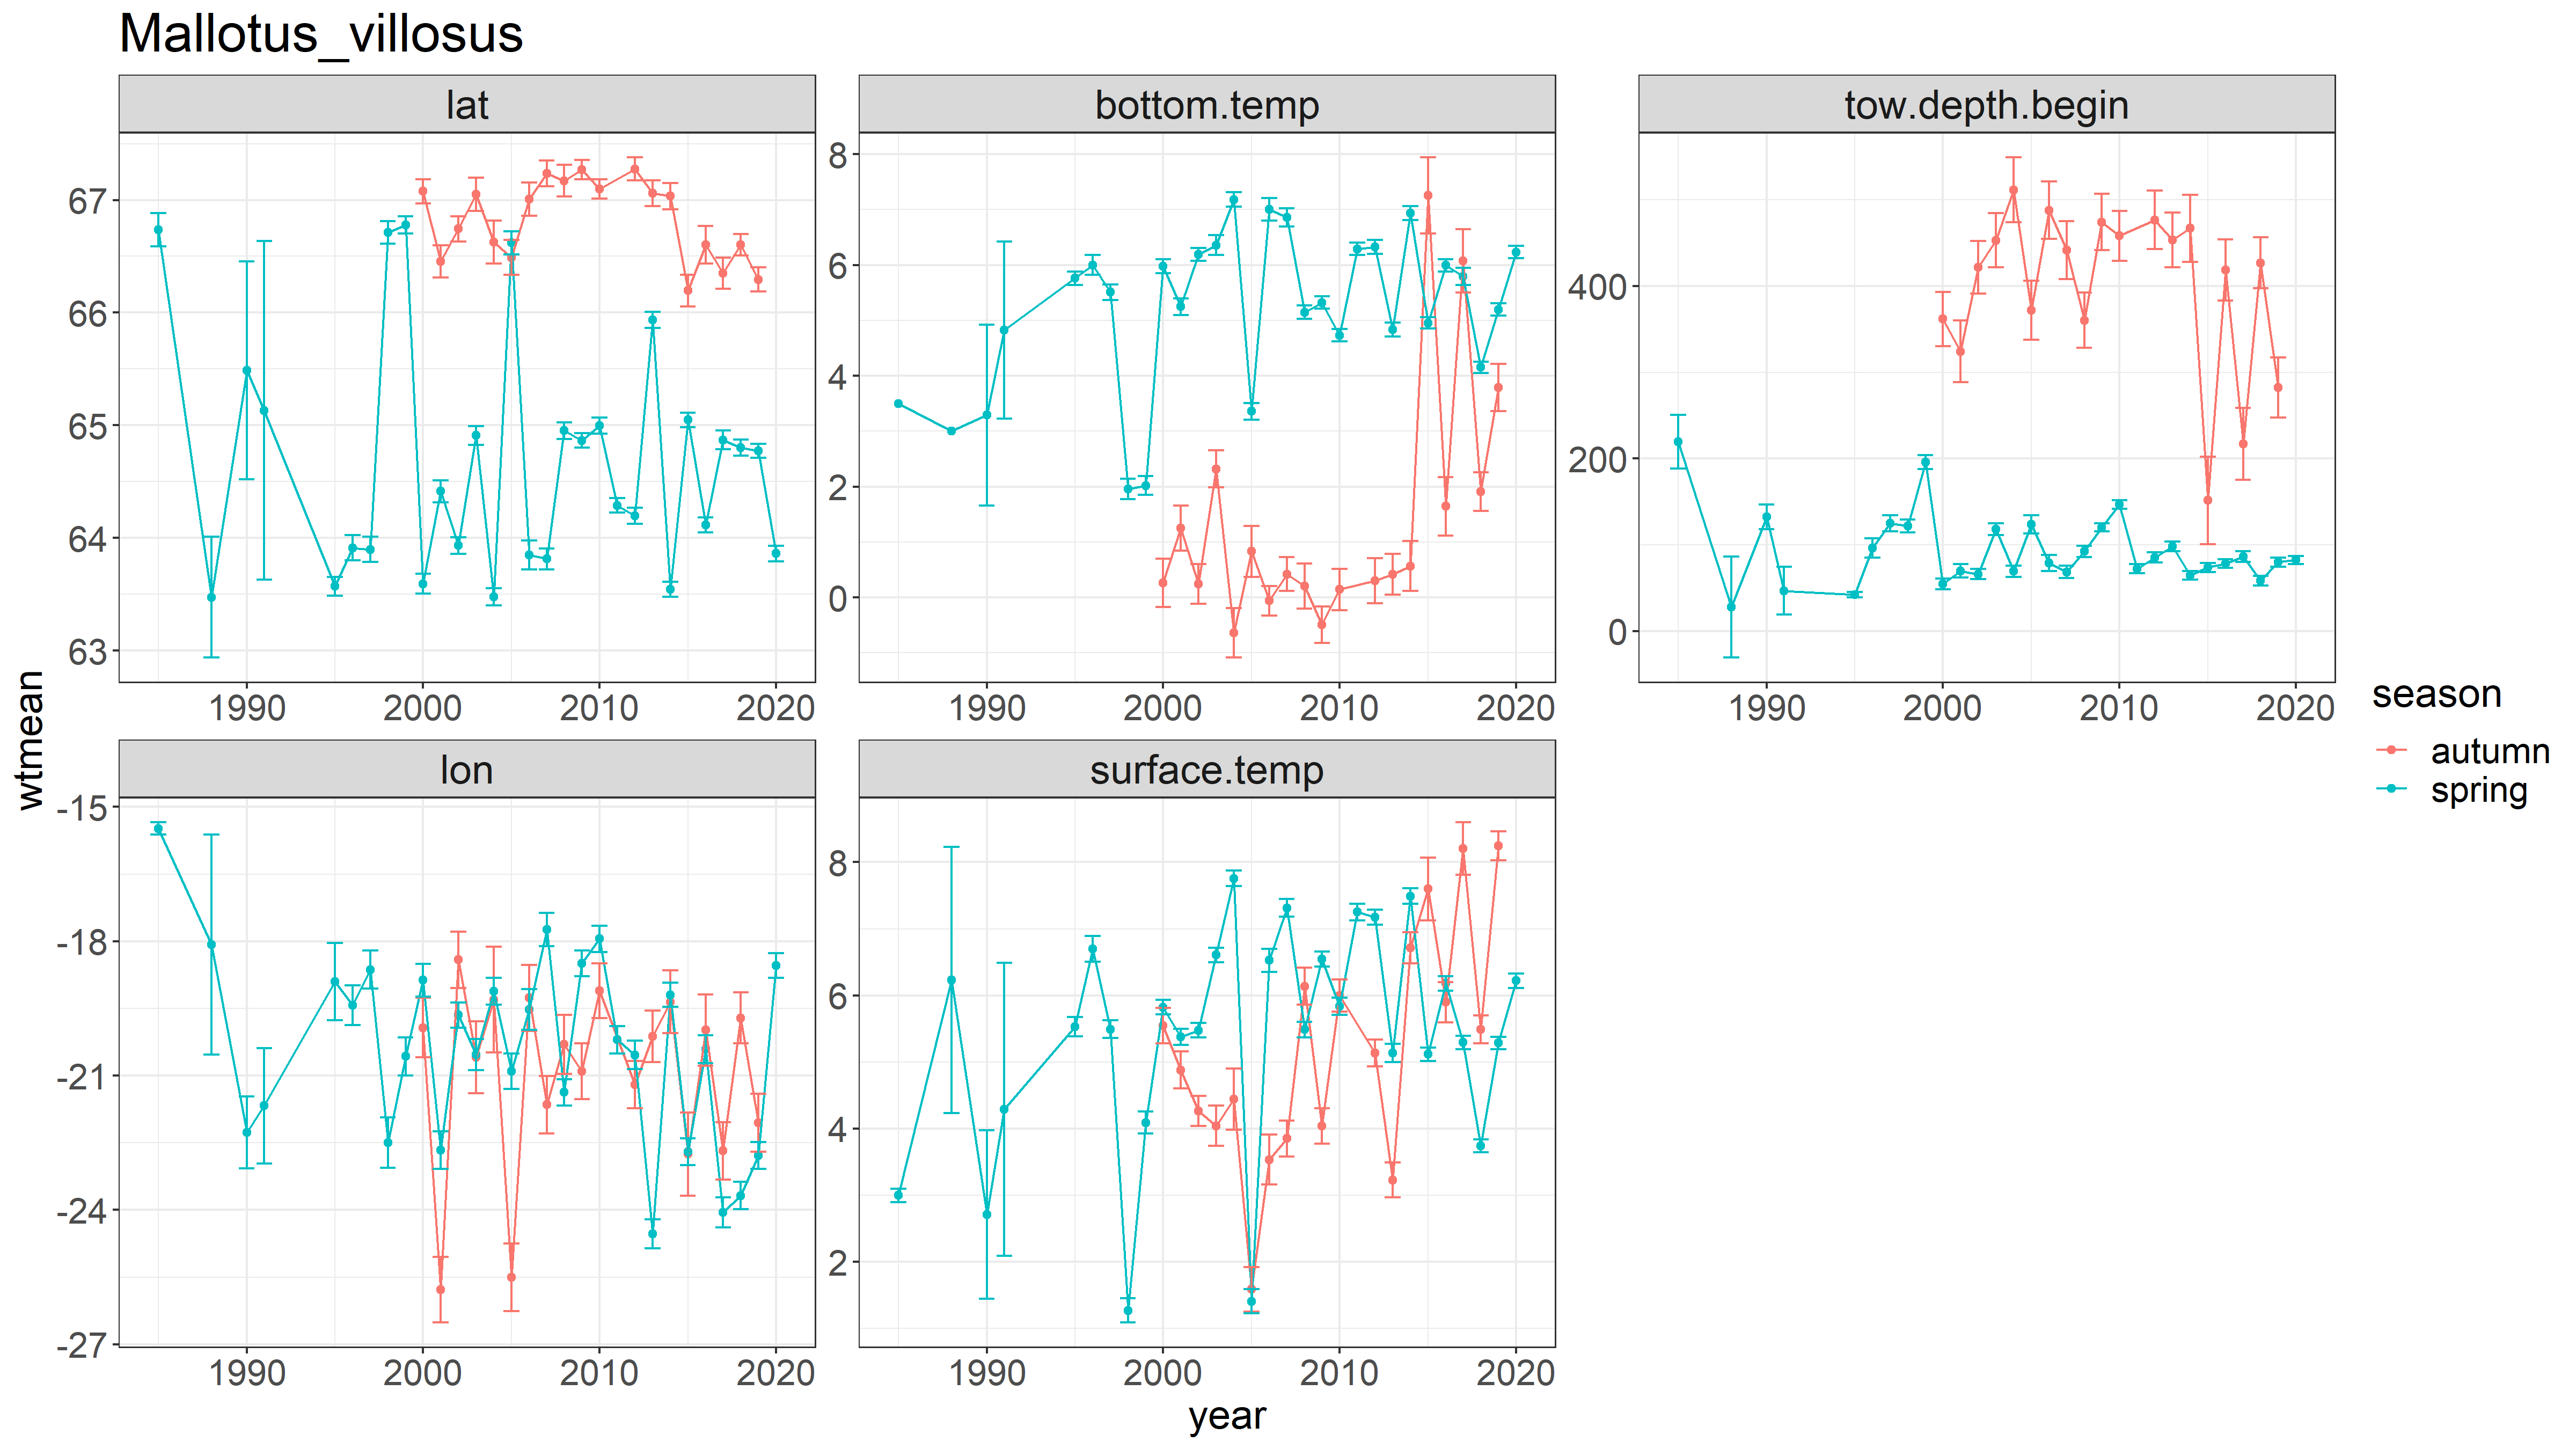 Mallotus_villosus
lat
bottom.temp
tow.depth.begin
67
66
65
64
63
8
6
4
2
0
400
200
0
1990 2000 2010 2020
1990 2000 2010 2020
1990 2000 2010 2020
wtmean
lon
surface.temp
-15
-18
-21
-24
-27
8
6
4
2
1990 2000 2010 2020
1990 2000 2010 2020
year
season
autumn
spring